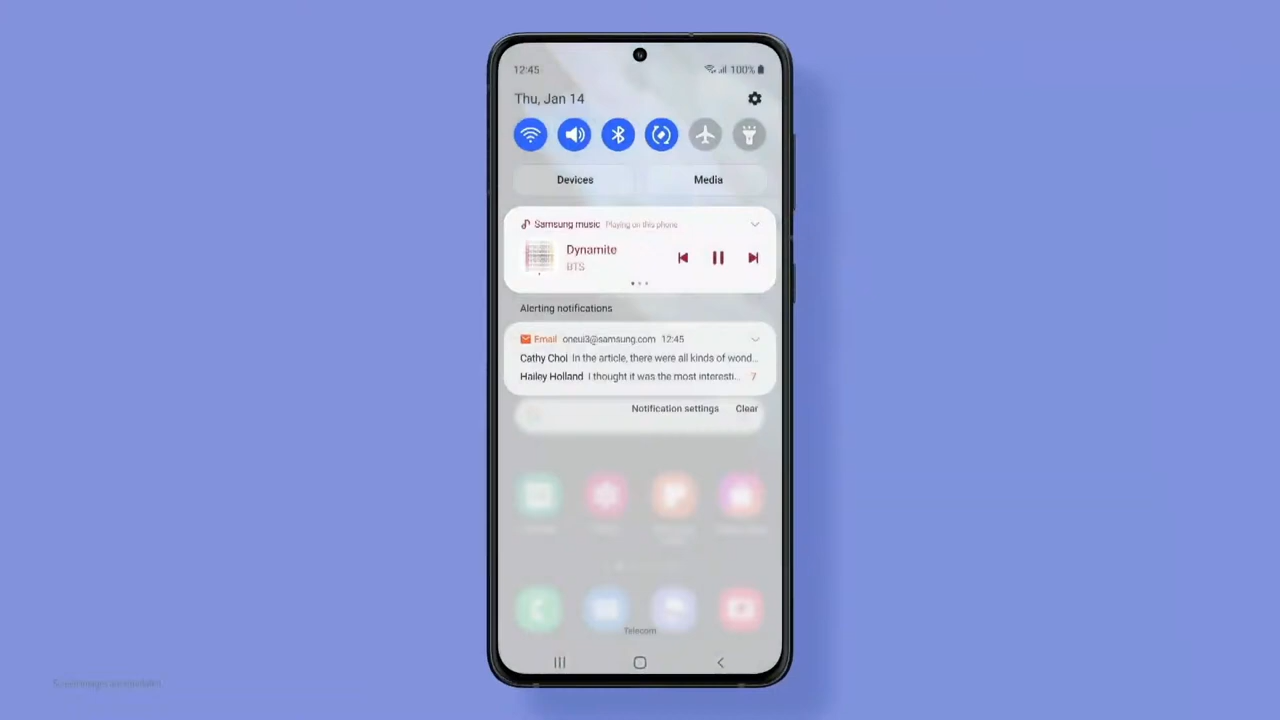 12:45 100%
Thu, Jan 14
Devices Media
Samsung music Playing on this phone
Dynamite
BTS
Alerting notifications
Email oneui3@samsung.com 12:45
Cathy Choi In the article, there were all kinds of wond...
Hailey Holland I thought it was the most interesti... 7
Notification settings Clear
Telecom